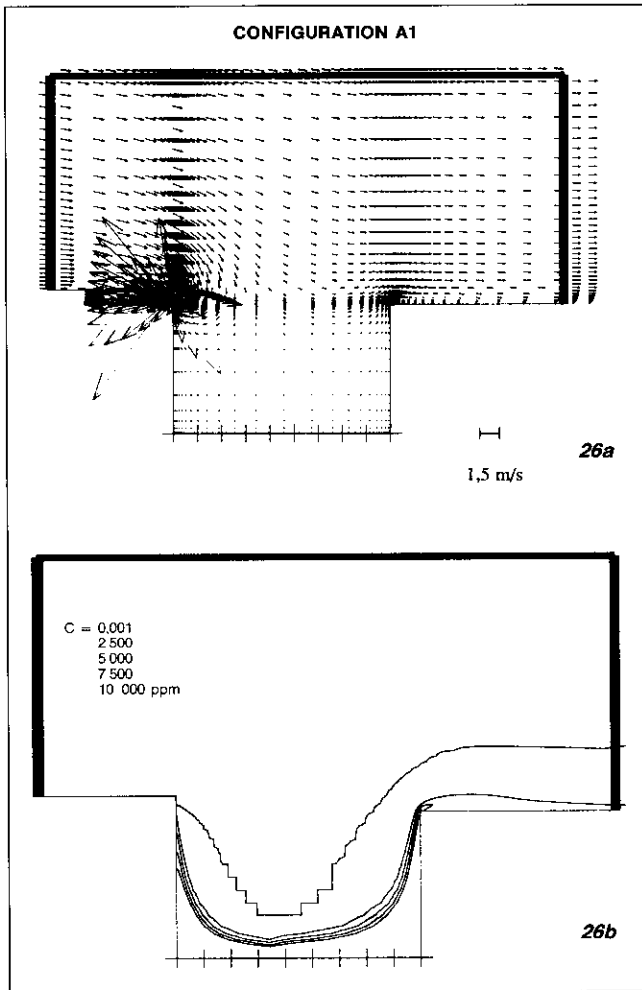 CONFIGURATION A1
26a
1,5 m/s
C = 0,001
2 500
5 000
7 500
10 000 ppm
26b